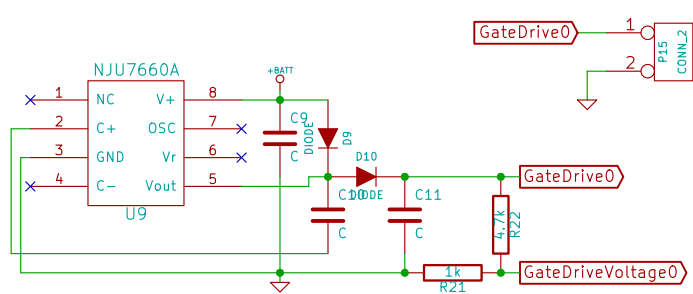 GateDrive0
1
P15
CONN_2
2
NJU7660A
+BATT
1 NC V+ 8
2 C+ OSC 7
3 GND Vr 6
4 C- Vout 5
U9
C9
C
DIODE
D9
D10
DIODE
C10
C
C11
C
GateDrive0
4.7k
R22
1k
R21
GateDriveVoltage0